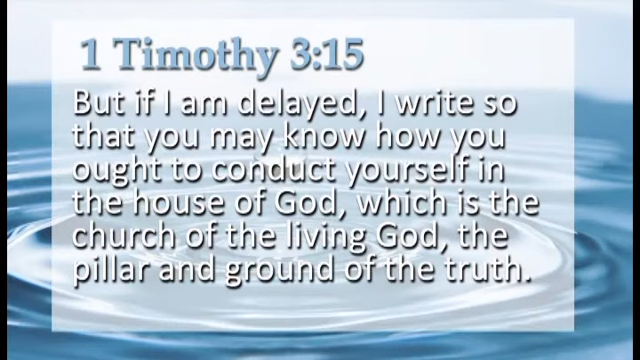 1 Timothy 3:15
But if I am delayed, I write so
that you may know how you
ought to conduct yourself in
the house of God, which is the
church of the living God, the
pillar and ground of the truth.